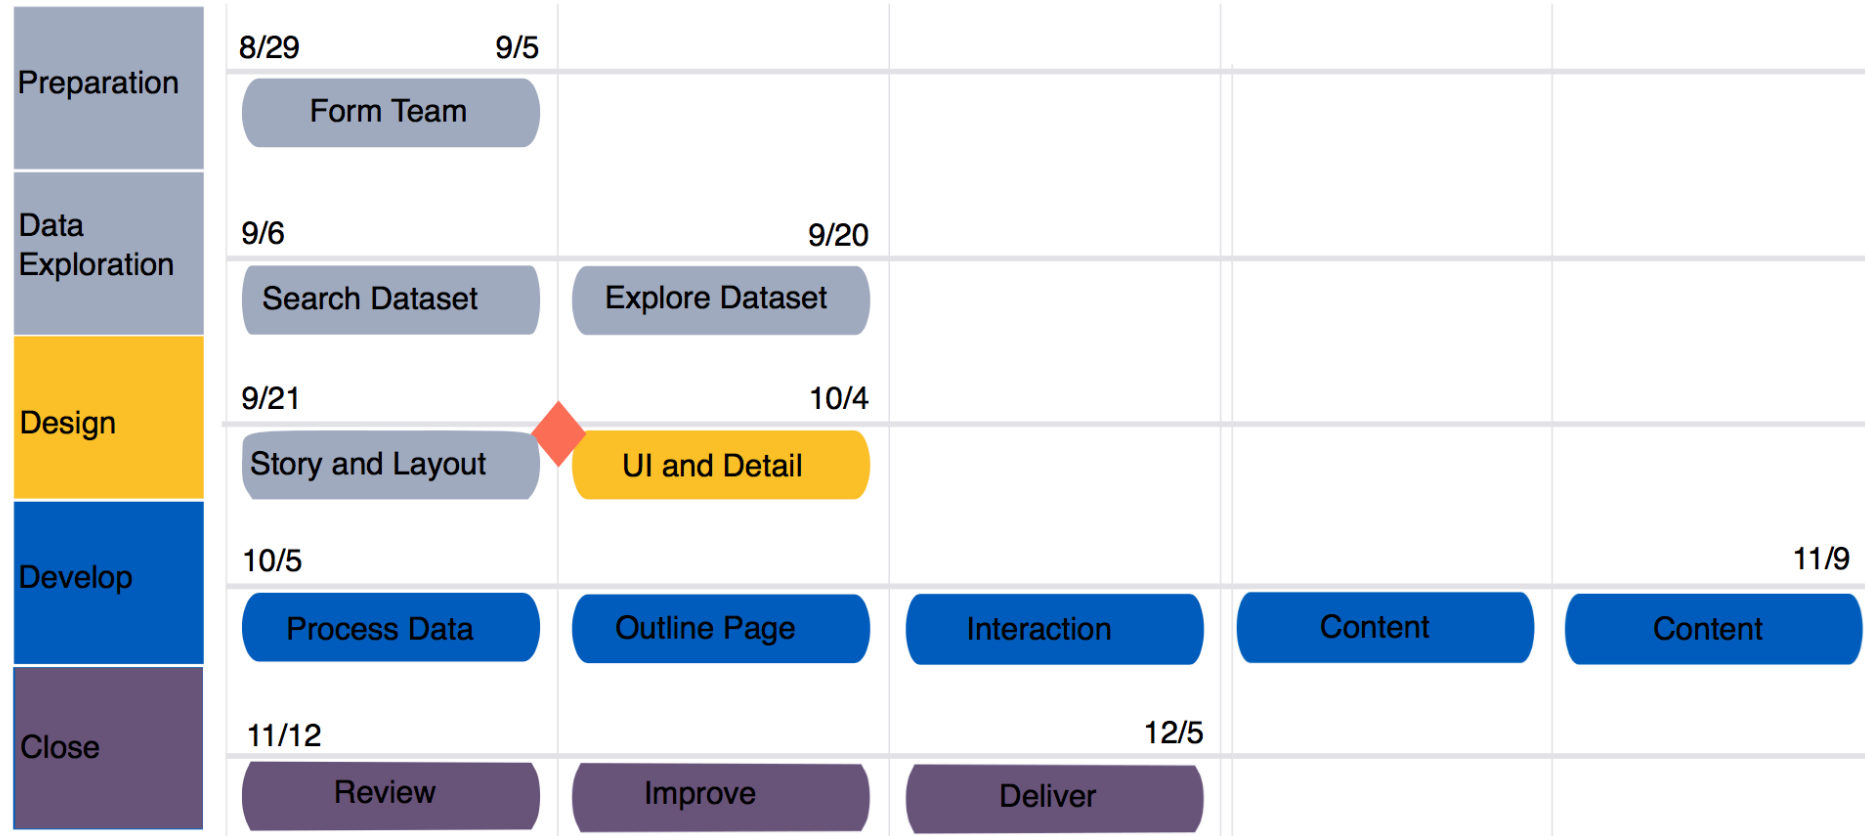 Preparation
8/29
9/5
Form Team
Data
Exploration
9/6
9/20
Search Dataset
Explore Dataset
Design
9/21
10/4
Story and Layout
UI and Detail
Develop
10/5
11/9
Process Data
Outline Page
Interaction
Content
Content
Close
11/12
12/5
Review
Improve
Deliver